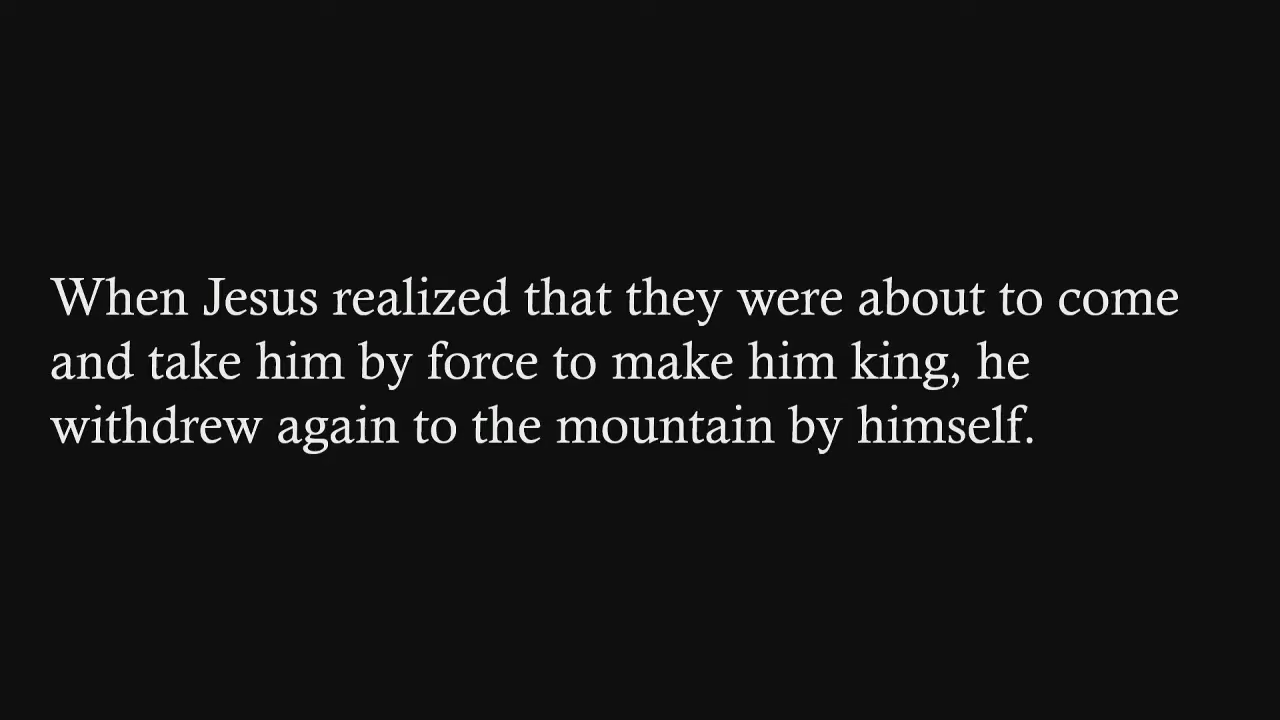 When Jesus realized that they were about to come
and take him by force to make him king, he
withdrew again to the mountain by himself.